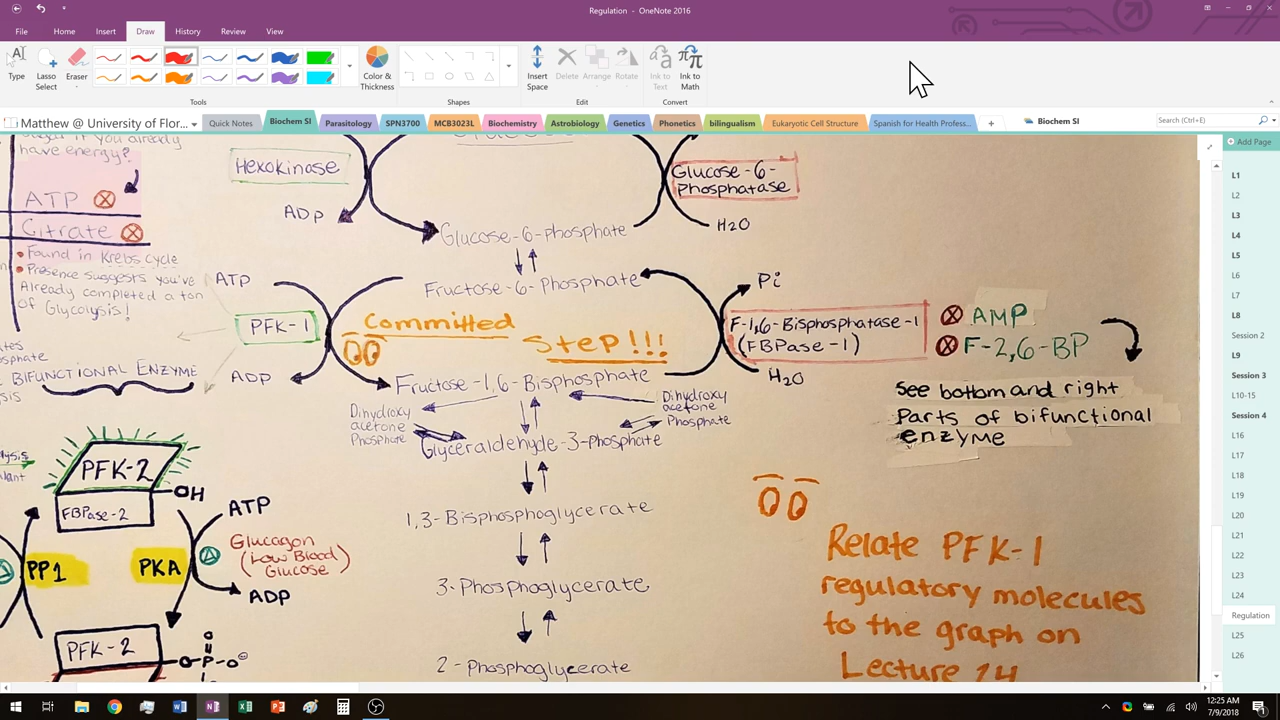 Regulation - OneNote 2016
File Home Insert Draw History Review View
Type
Lasso Select
Eraser
Color & Thickness
Insert Space
Delete
Arrange
Rotate
Ink to Text
Ink to Math
Tools
Shapes
Edit
Convert
Matthew @ University of Flor...
Quick Notes
Biochem SI
Parasitology
SPN3700
MCB3023L
Biochemistry
Astrobiology
Genetics
Phonetics
bilingualism
Eukaryotic Cell Structure
Spanish for Health Profess...
Biochem SI
Search (Ctrl+E)
Add Page
L1
L2
L3
L4
L5
L6
L7
L8
Session 2
L9
Session 3
L10-15
Session 4
L16
L17
L18
L19
L20
L21
L22
L23
L24
Regulation
L25
L26
if you already
have energy?
ATP
Citrate
Found in Krebs cycle
Presence suggests you've
Already completed a ton
of Glycolysis!
BIFUNCTIONAL ENZYME
Hexokinase
ADP
Glucose-6-
Phosphatase
H2O
Glucose-6-phosphate
ATP
Fructose-6-Phosphate
Pi
PFK-1
Committed
Step!!!
F-1,6-Bisphosphatase-1
(FBPase-1)
AMP
F-2,6-BP
ADP
Fructose-1,6-Bisphosphate
H2O
See bottom and right
Parts of bifunctional
enzyme
Dihydroxy
acetone
Phosphate
Dihydroxy
acetone
Phosphate
Glyceraldehyde-3-Phosphate
PFK-2
FBPase-2
OH
ATP
Glucagon
(Low Blood
Glucose)
PP1
PKA
ADP
1,3-Bisphosphoglycerate
3-Phosphoglycerate
2-Phosphoglycerate
PFK-2
O-P-O
O
Relate PFK-1
regulatory molecules
to the graph on
Lecture 14
12:25 AM
7/9/2018